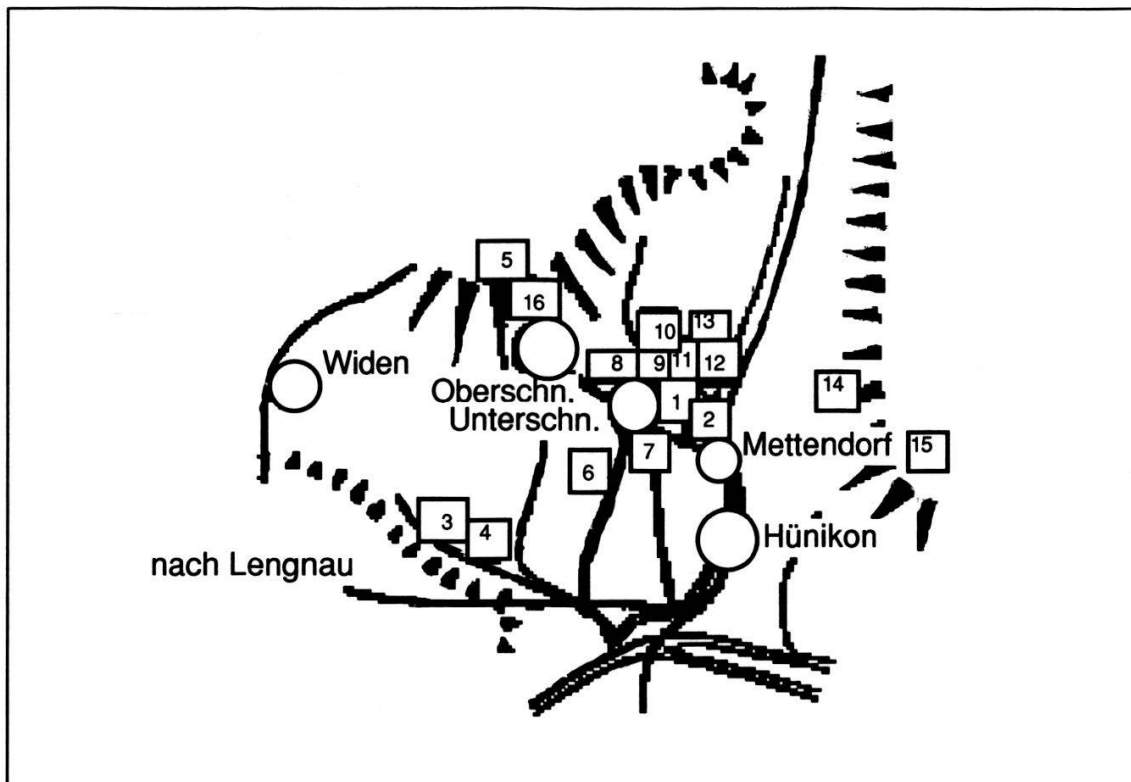 5
16
10
13
Widen
8
9
11
12
Oberschn.
Unterschn.
1
2
14
7
Mettendorf
15
6
3
4
Hünikon
nach Lengnau